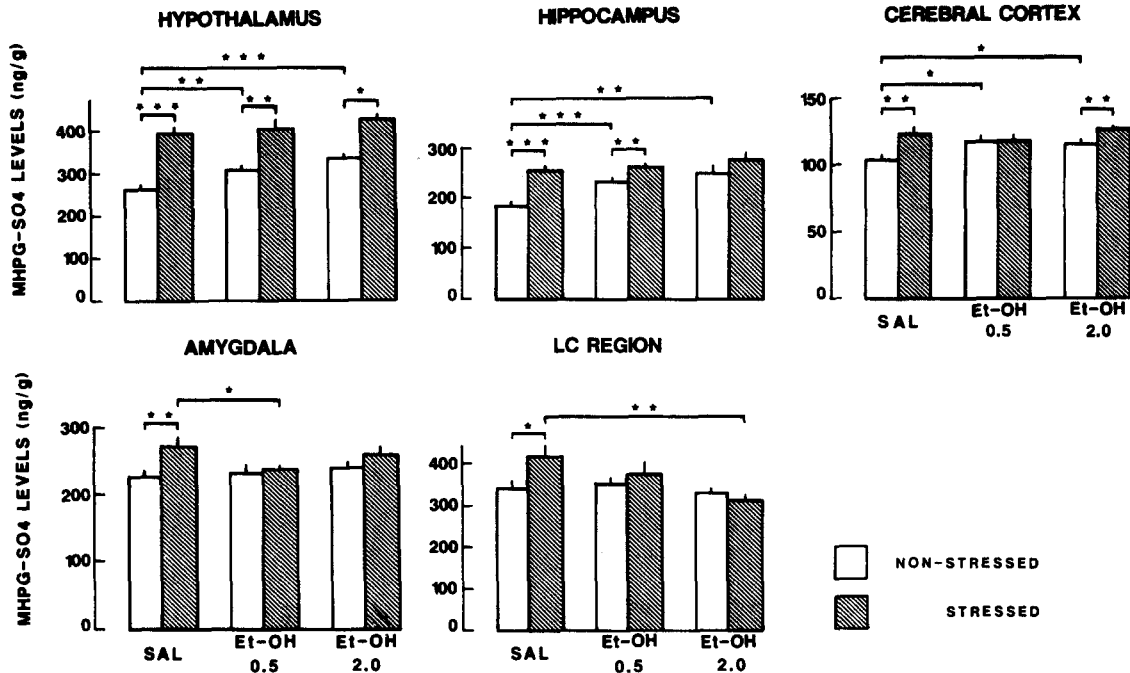 HYPOTHALAMUS
HIPPOCAMPUS
CEREBRAL CORTEX
MHPG-SO4 LEVELS (ng/g)
* * *
* *
* * *
* *
*
400
300
200
100
0
* *
* * *
* * *
* *
300
200
100
0
*
*
* *
* *
150
100
50
0
SAL
Et-OH
0.5
Et-OH
2.0
AMYGDALA
LC REGION
MHPG-SO4 LEVELS (ng/g)
*
* *
300
200
100
0
SAL
Et-OH
0.5
Et-OH
2.0
* *
*
400
300
200
100
0
SAL
Et-OH
0.5
Et-OH
2.0
NON-STRESSED
STRESSED